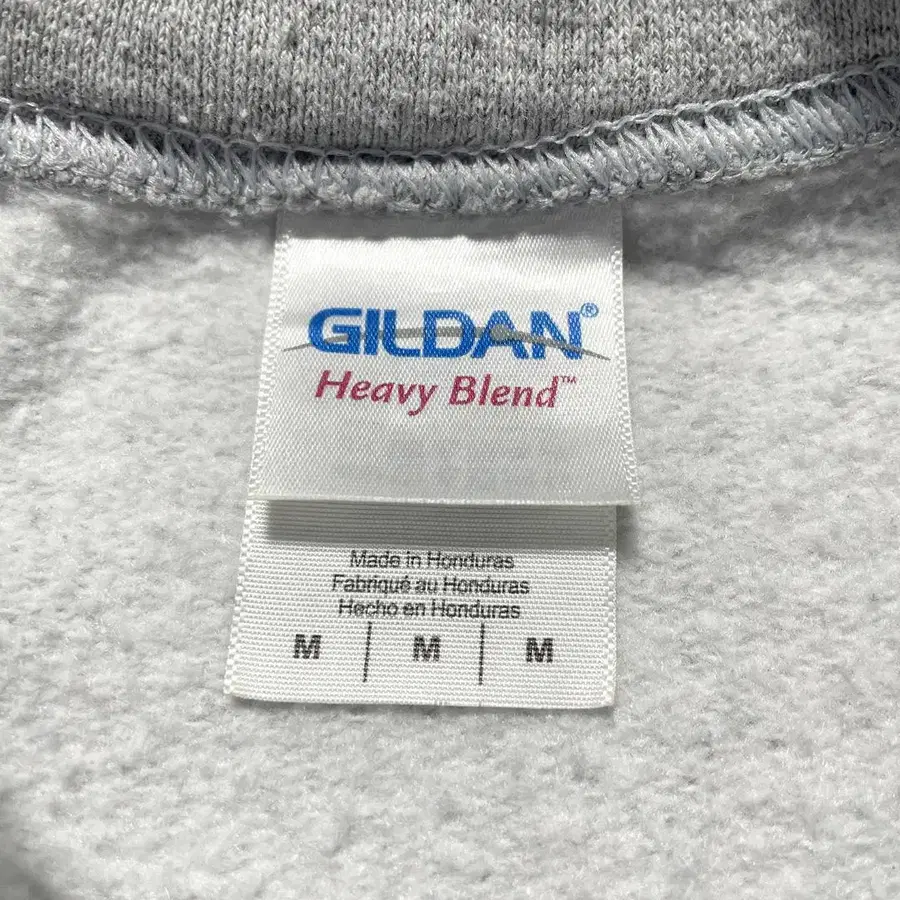 GILDAN®
Heavy Blend™
Made in Honduras
Fabriqué au Honduras
Hecho en Honduras
M | M | M